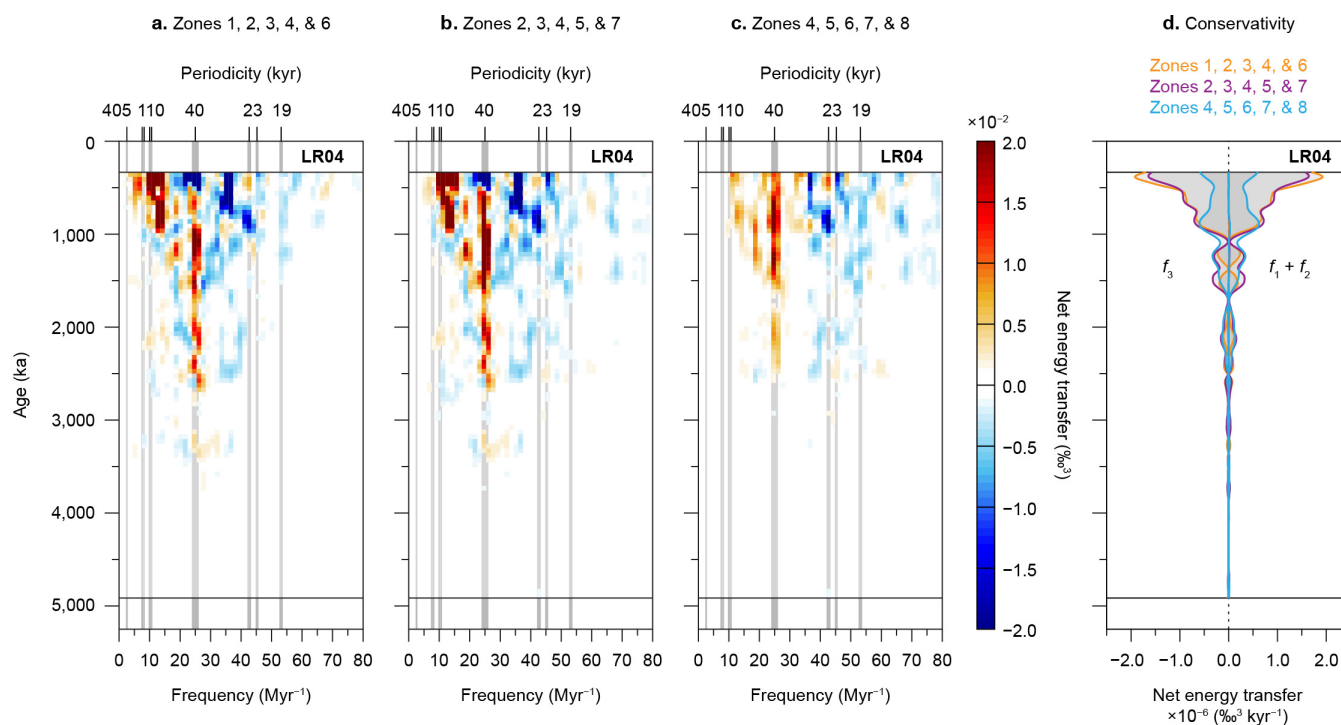 a. Zones 1, 2, 3, 4, & 6
Periodicity (kyr)
405 110 40 23 19
LR04
b. Zones 2, 3, 4, 5, & 7
Periodicity (kyr)
405 110 40 23 19
LR04
c. Zones 4, 5, 6, 7, & 8
Periodicity (kyr)
405 110 40 23 19
LR04
Age (ka)
0
1,000
2,000
3,000
4,000
5,000
0 10 20 30 40 50 60 70 80
Frequency (Myr⁻¹)
0 10 20 30 40 50 60 70 80
Frequency (Myr⁻¹)
0 10 20 30 40 50 60 70 80
Frequency (Myr⁻¹)
×10⁻²
2.0
1.5
1.0
0.5
0.0
−0.5
−1.0
−1.5
−2.0
Net energy transfer (‰³)
d. Conservativity
Zones 1, 2, 3, 4, & 6
Zones 2, 3, 4, 5, & 7
Zones 4, 5, 6, 7, & 8
LR04
f₃ f₁ + f₂
−2.0 −1.0 0 1.0 2.0
Net energy transfer
×10⁻⁶ (‰³ kyr⁻¹)